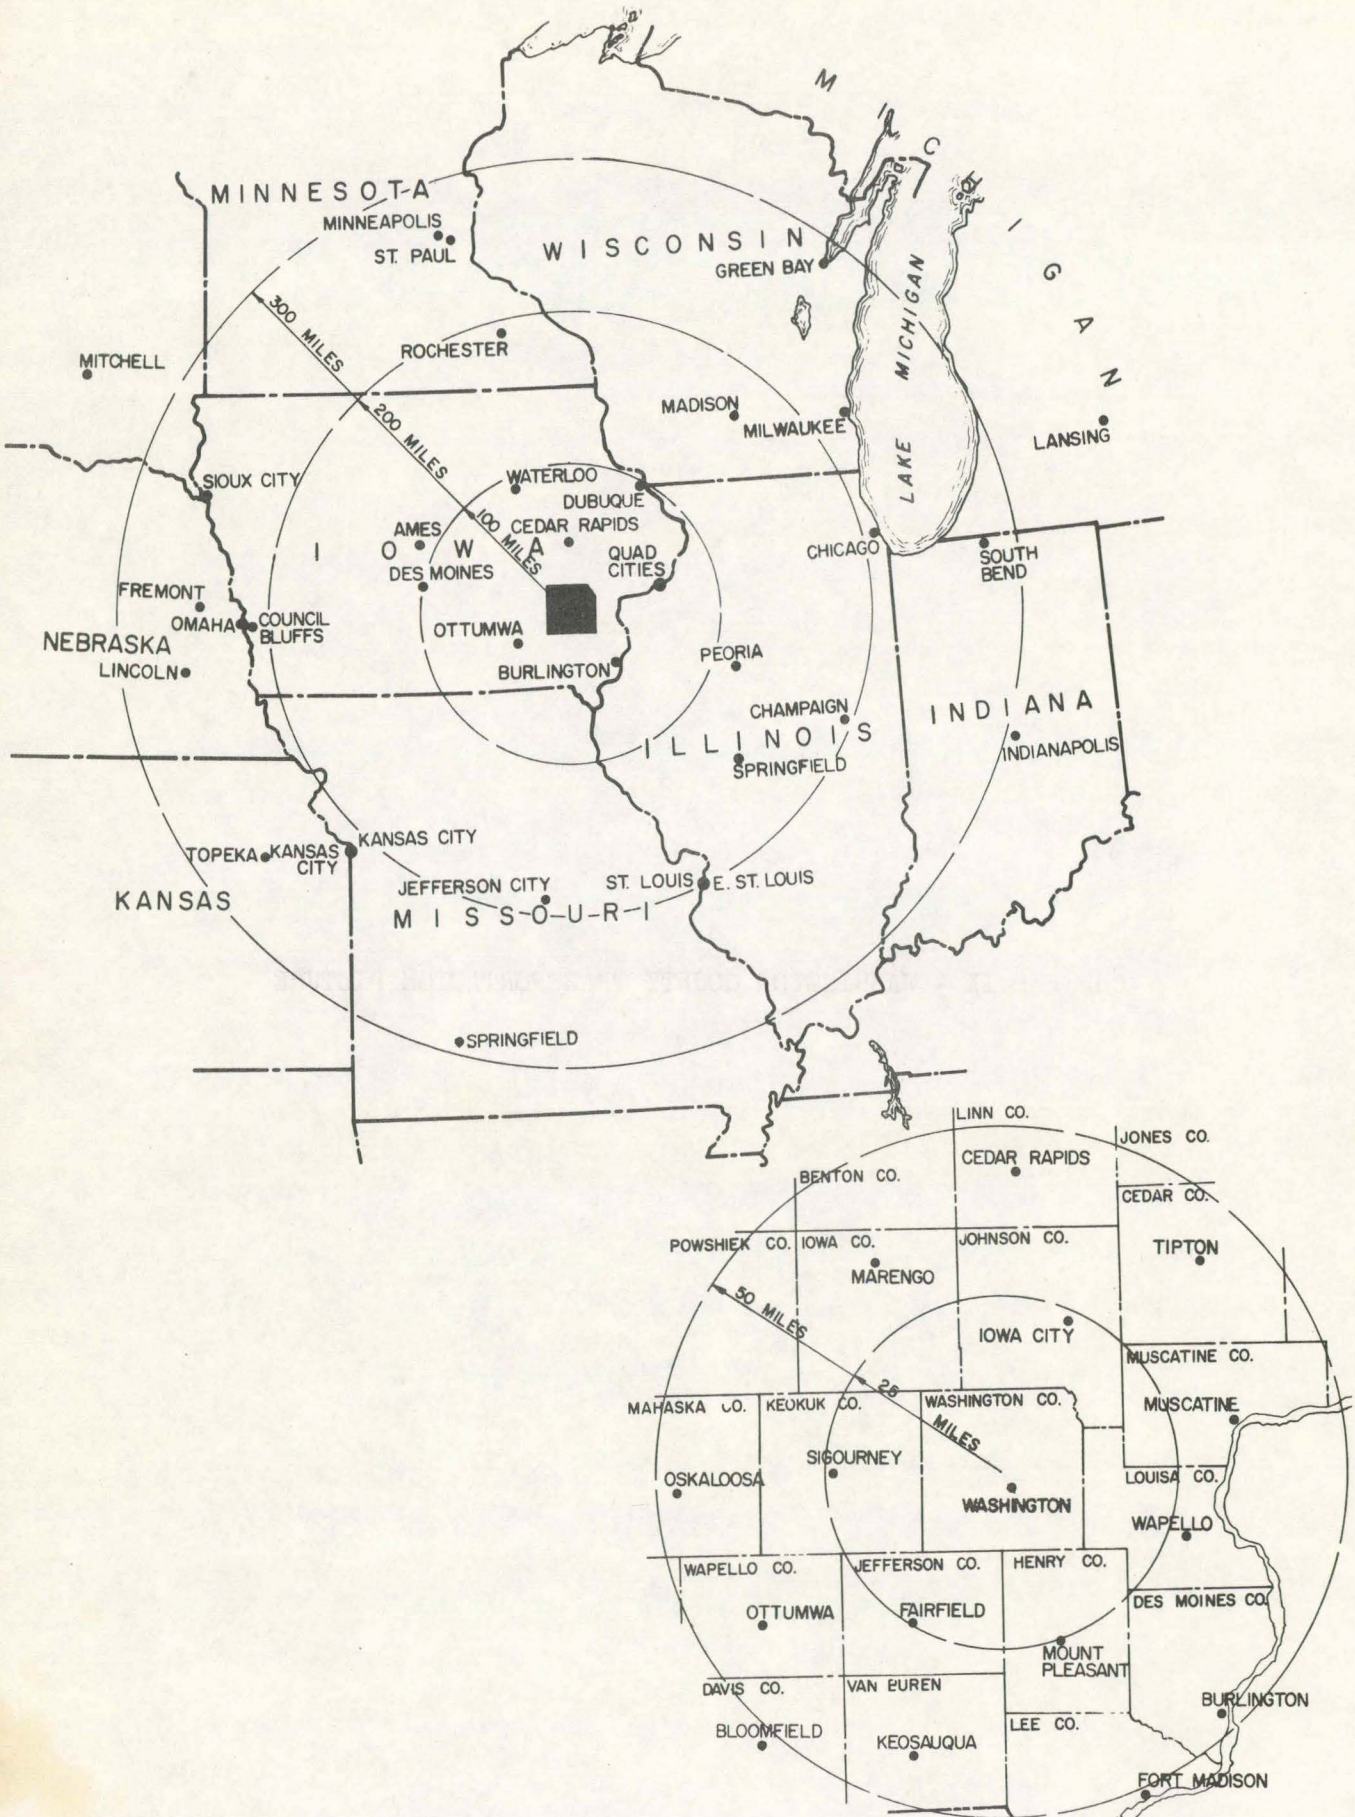 MICHIGAN
MINNESOTA
MINNEAPOLIS
ST. PAUL
WISCONSIN
GREEN BAY
LAKE MICHIGAN
300 MILES
ROCHESTER
MITCHELL
200 MILES
MADISON
MILWAUKEE
LANSING
SIOUX CITY
WATERLOO
DUBUQUE
100 MILES
AMES
CEDAR RAPIDS
IOWA
QUAD
CITIES
DES MOINES
CHICAGO
SOUTH
BEND
FREMONT
OMAHA
COUNCIL
BLUFFS
NEBRASKA
LINCOLN
OTTUMWA
BURLINGTON
PEORIA
CHAMPAIGN
ILLINOIS
SPRINGFIELD
INDIANA
INDIANAPOLIS
KANSAS CITY
TOPEKA
KANSAS
CITY
KANSAS
JEFFERSON CITY
ST. LOUIS
E. ST. LOUIS
MISSOURI
SPRINGFIELD
LINN CO.
JONES CO.
CEDAR RAPIDS
BENTON CO.
CEDAR CO.
POWSHIEK CO.
IOWA CO.
JOHNSON CO.
TIPTON
MARENGO
50 MILES
IOWA CITY
MUSCATINE CO.
25 MILES
MAHASKA CO.
KEOKUK CO.
WASHINGTON CO.
MUSCATINE
SIGOURNEY
OSKALOOSA
LOUISA CO.
WASHINGTON
WAPELLO
WAPELLO CO.
JEFFERSON CO.
HENRY CO.
DES MOINES CO.
OTTUMWA
FAIRFIELD
MOUNT
PLEASANT
DAVIS CO.
VAN BUREN
BURLINGTON
LEE CO.
BLOOMFIELD
KEOSAUQUA
FORT MADISON